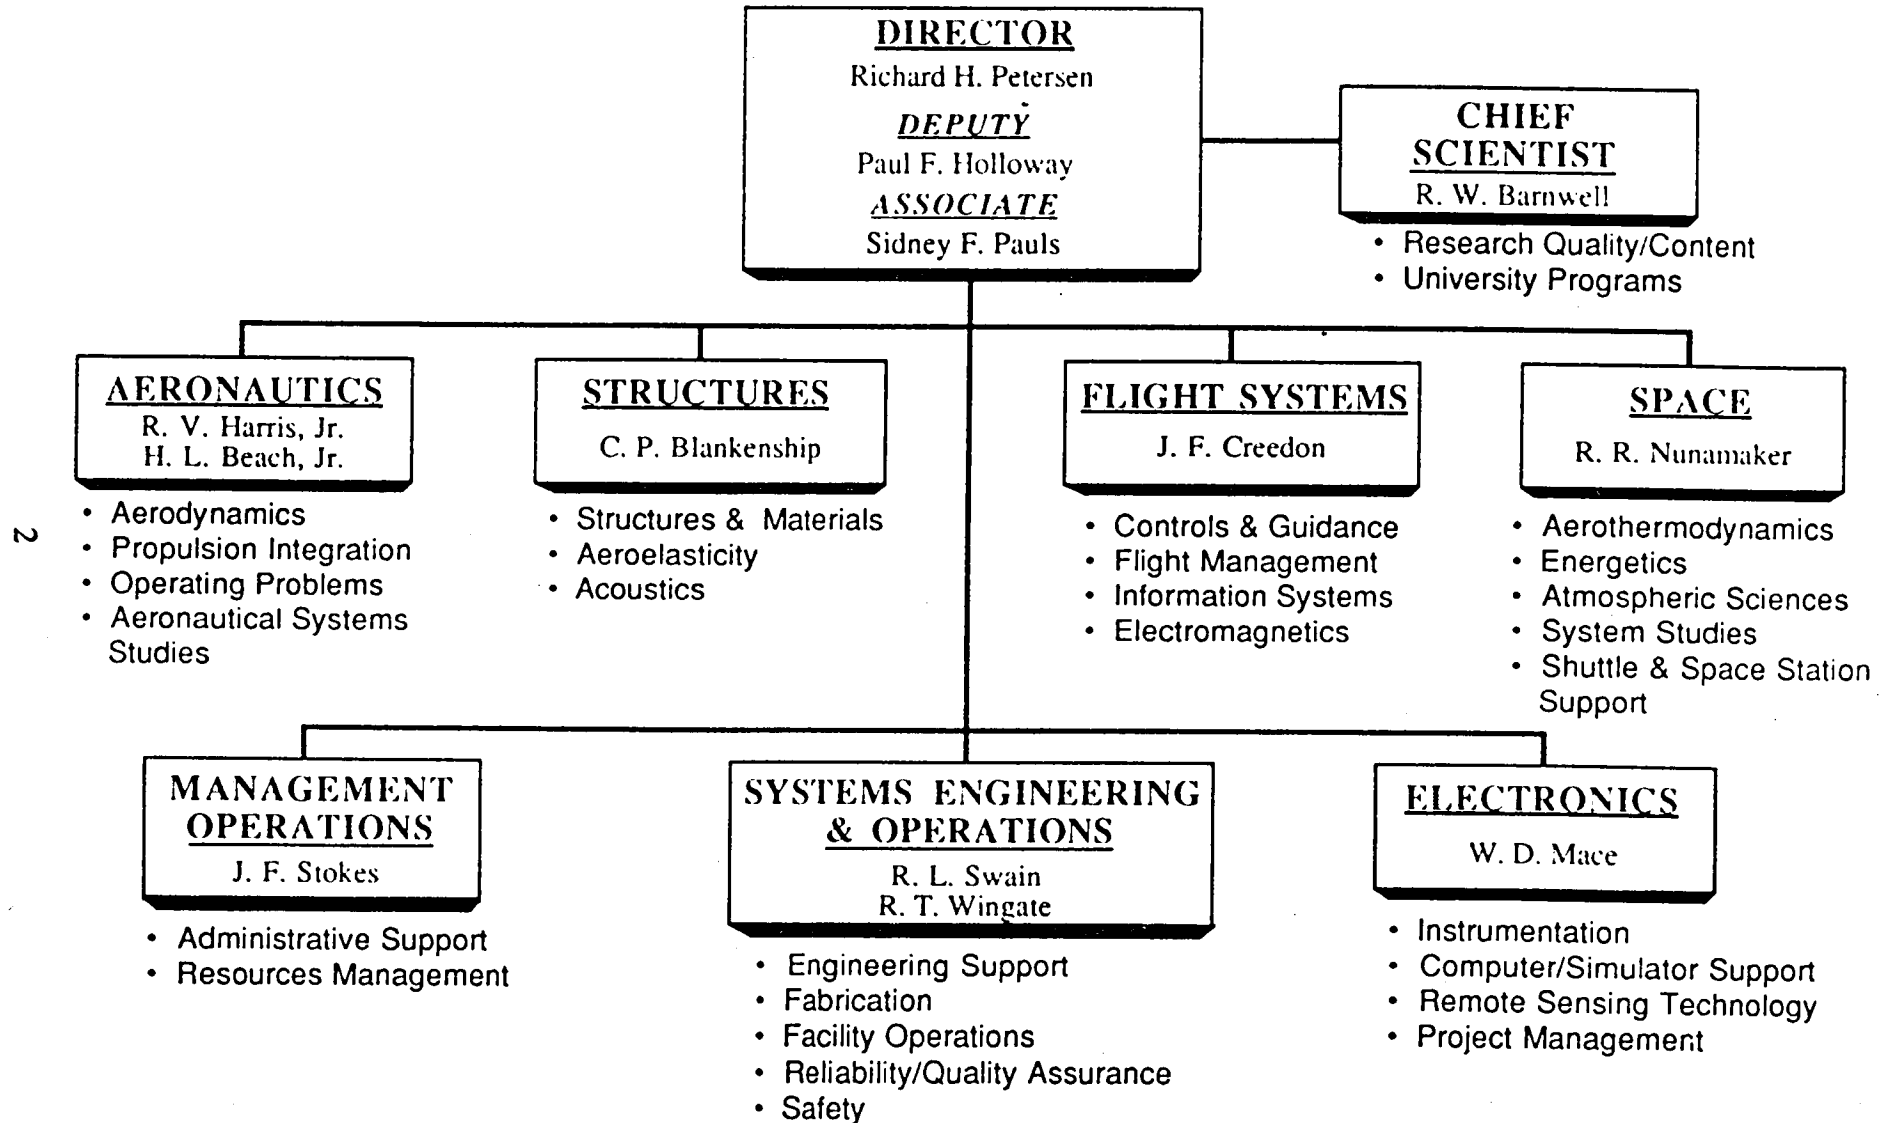 DIRECTOR
Richard H. Petersen
DEPUTY
Paul F. Holloway
ASSOCIATE
Sidney F. Pauls
CHIEF
SCIENTIST
R. W. Barnwell
• Research Quality/Content
• University Programs
AERONAUTICS
R. V. Harris, Jr.
H. L. Beach, Jr.
• Aerodynamics
• Propulsion Integration
• Operating Problems
• Aeronautical Systems
Studies
STRUCTURES
C. P. Blankenship
• Structures & Materials
• Aeroelasticity
• Acoustics
FLIGHT SYSTEMS
J. F. Creedon
• Controls & Guidance
• Flight Management
• Information Systems
• Electromagnetics
SPACE
R. R. Nunamaker
• Aerothermodynamics
• Energetics
• Atmospheric Sciences
• System Studies
• Shuttle & Space Station
Support
MANAGEMENT
OPERATIONS
J. F. Stokes
• Administrative Support
• Resources Management
SYSTEMS ENGINEERING
& OPERATIONS
R. L. Swain
R. T. Wingate
• Engineering Support
• Fabrication
• Facility Operations
• Reliability/Quality Assurance
• Safety
ELECTRONICS
W. D. Mace
• Instrumentation
• Computer/Simulator Support
• Remote Sensing Technology
• Project Management
2